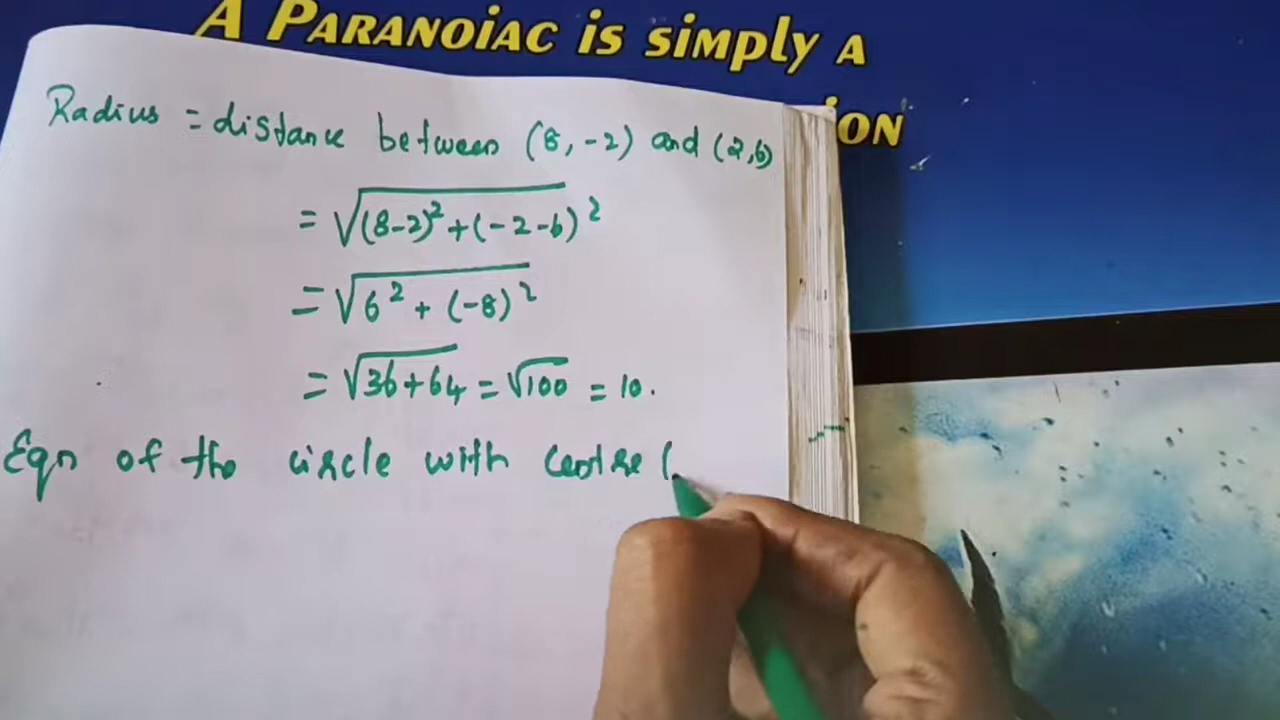 A PARANOiAC iS SiMPLY A
iON
Radius = distance between (8, -2) and (2,6)
= √(8-2)² + (-2-6)²
= √6² + (-8)²
= √36+64 = √100 = 10.
Eqn of the circle with centre (